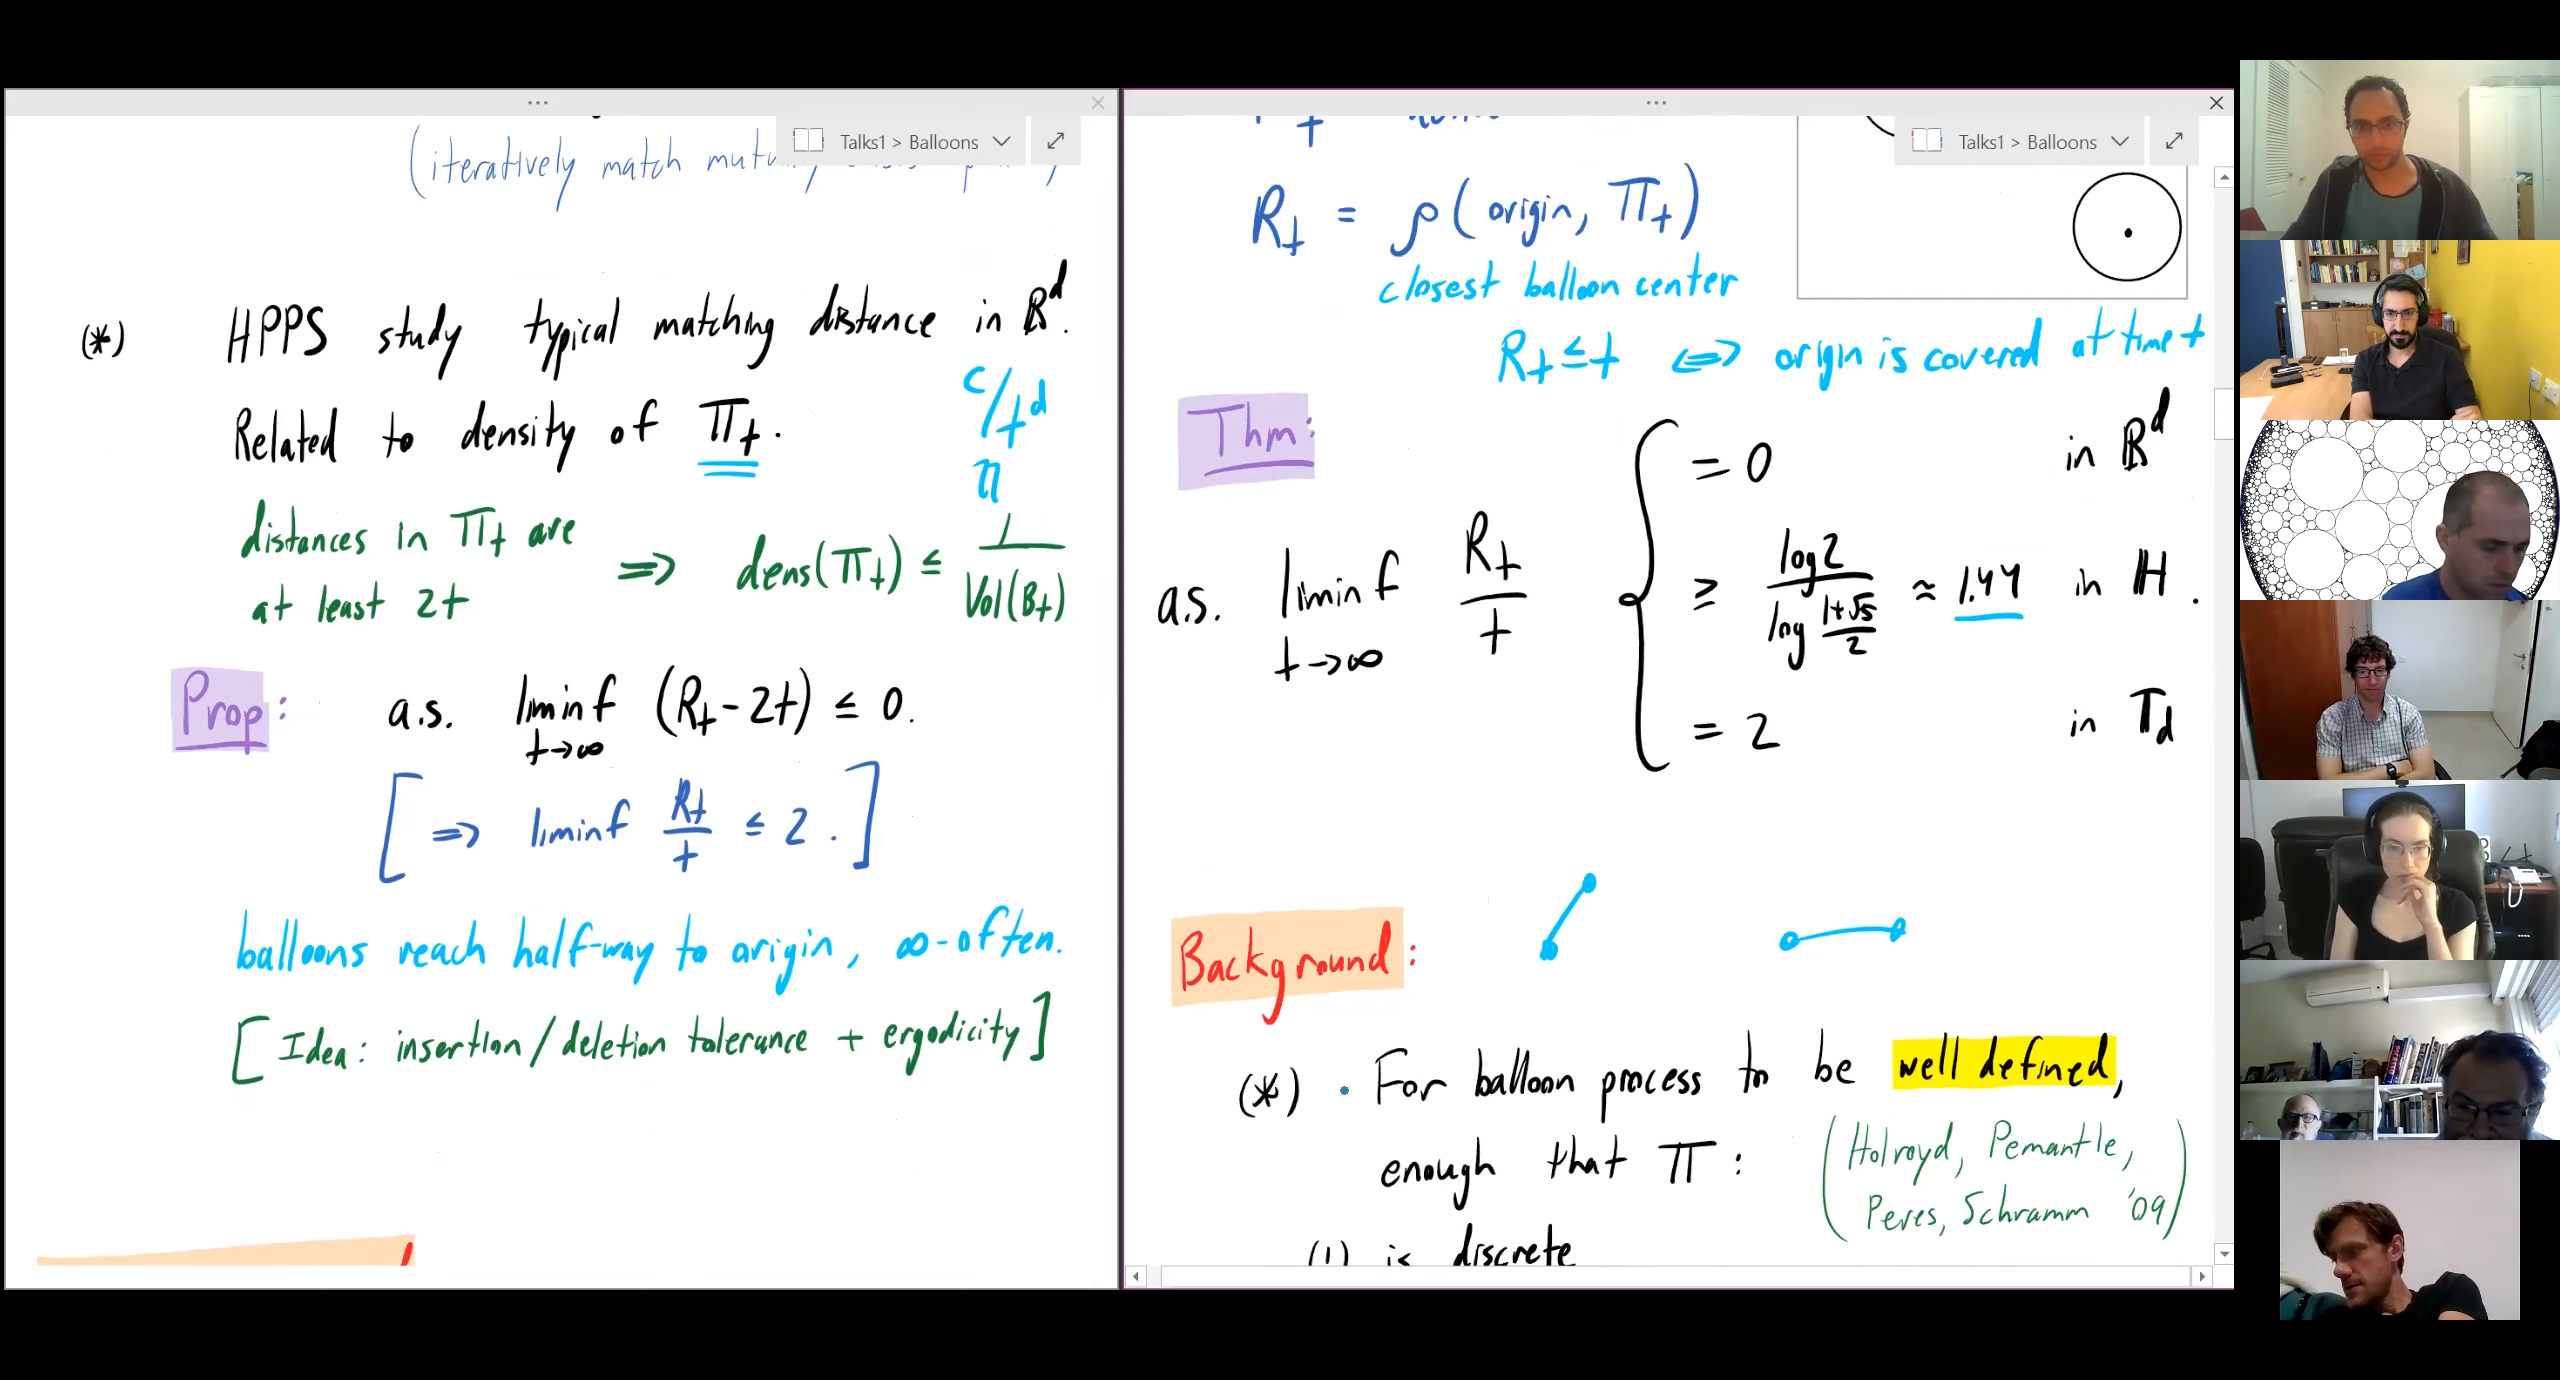 Talks1 > Balloons
(iteratively match
(*) HPPS study typical matching distance in ℝ^d.
Related to density of Π_t.
c/t^d
distances in Π_t are
at least 2t
⟹ dens(Π_t) ≤ 1/Vol(B_t)
Prop: a.s. liminf_{t→∞} (R_t - 2t) ≤ 0.
[ ⟹ liminf R_t/t ≤ 2. ]
balloons reach half-way to origin, ∞-often.
[Idea: insertion/deletion tolerance + ergodicity]
Talks1 > Balloons
R_t = ρ(origin, Π_t)
closest balloon center
R_t ≤ t ⟺ origin is covered at time t
Thm:
a.s. liminf_{t→∞} R_t/t
{ = 0 in ℝ^d
≥ log2 / log (1+√5)/2 ≈ 1.44 in ℍ.
= 2 in T_d
Background:
(*) • For balloon process to be well defined,
enough that Π:
(Holroyd, Pemantle,
Peres, Schramm '09)
(1) is discrete